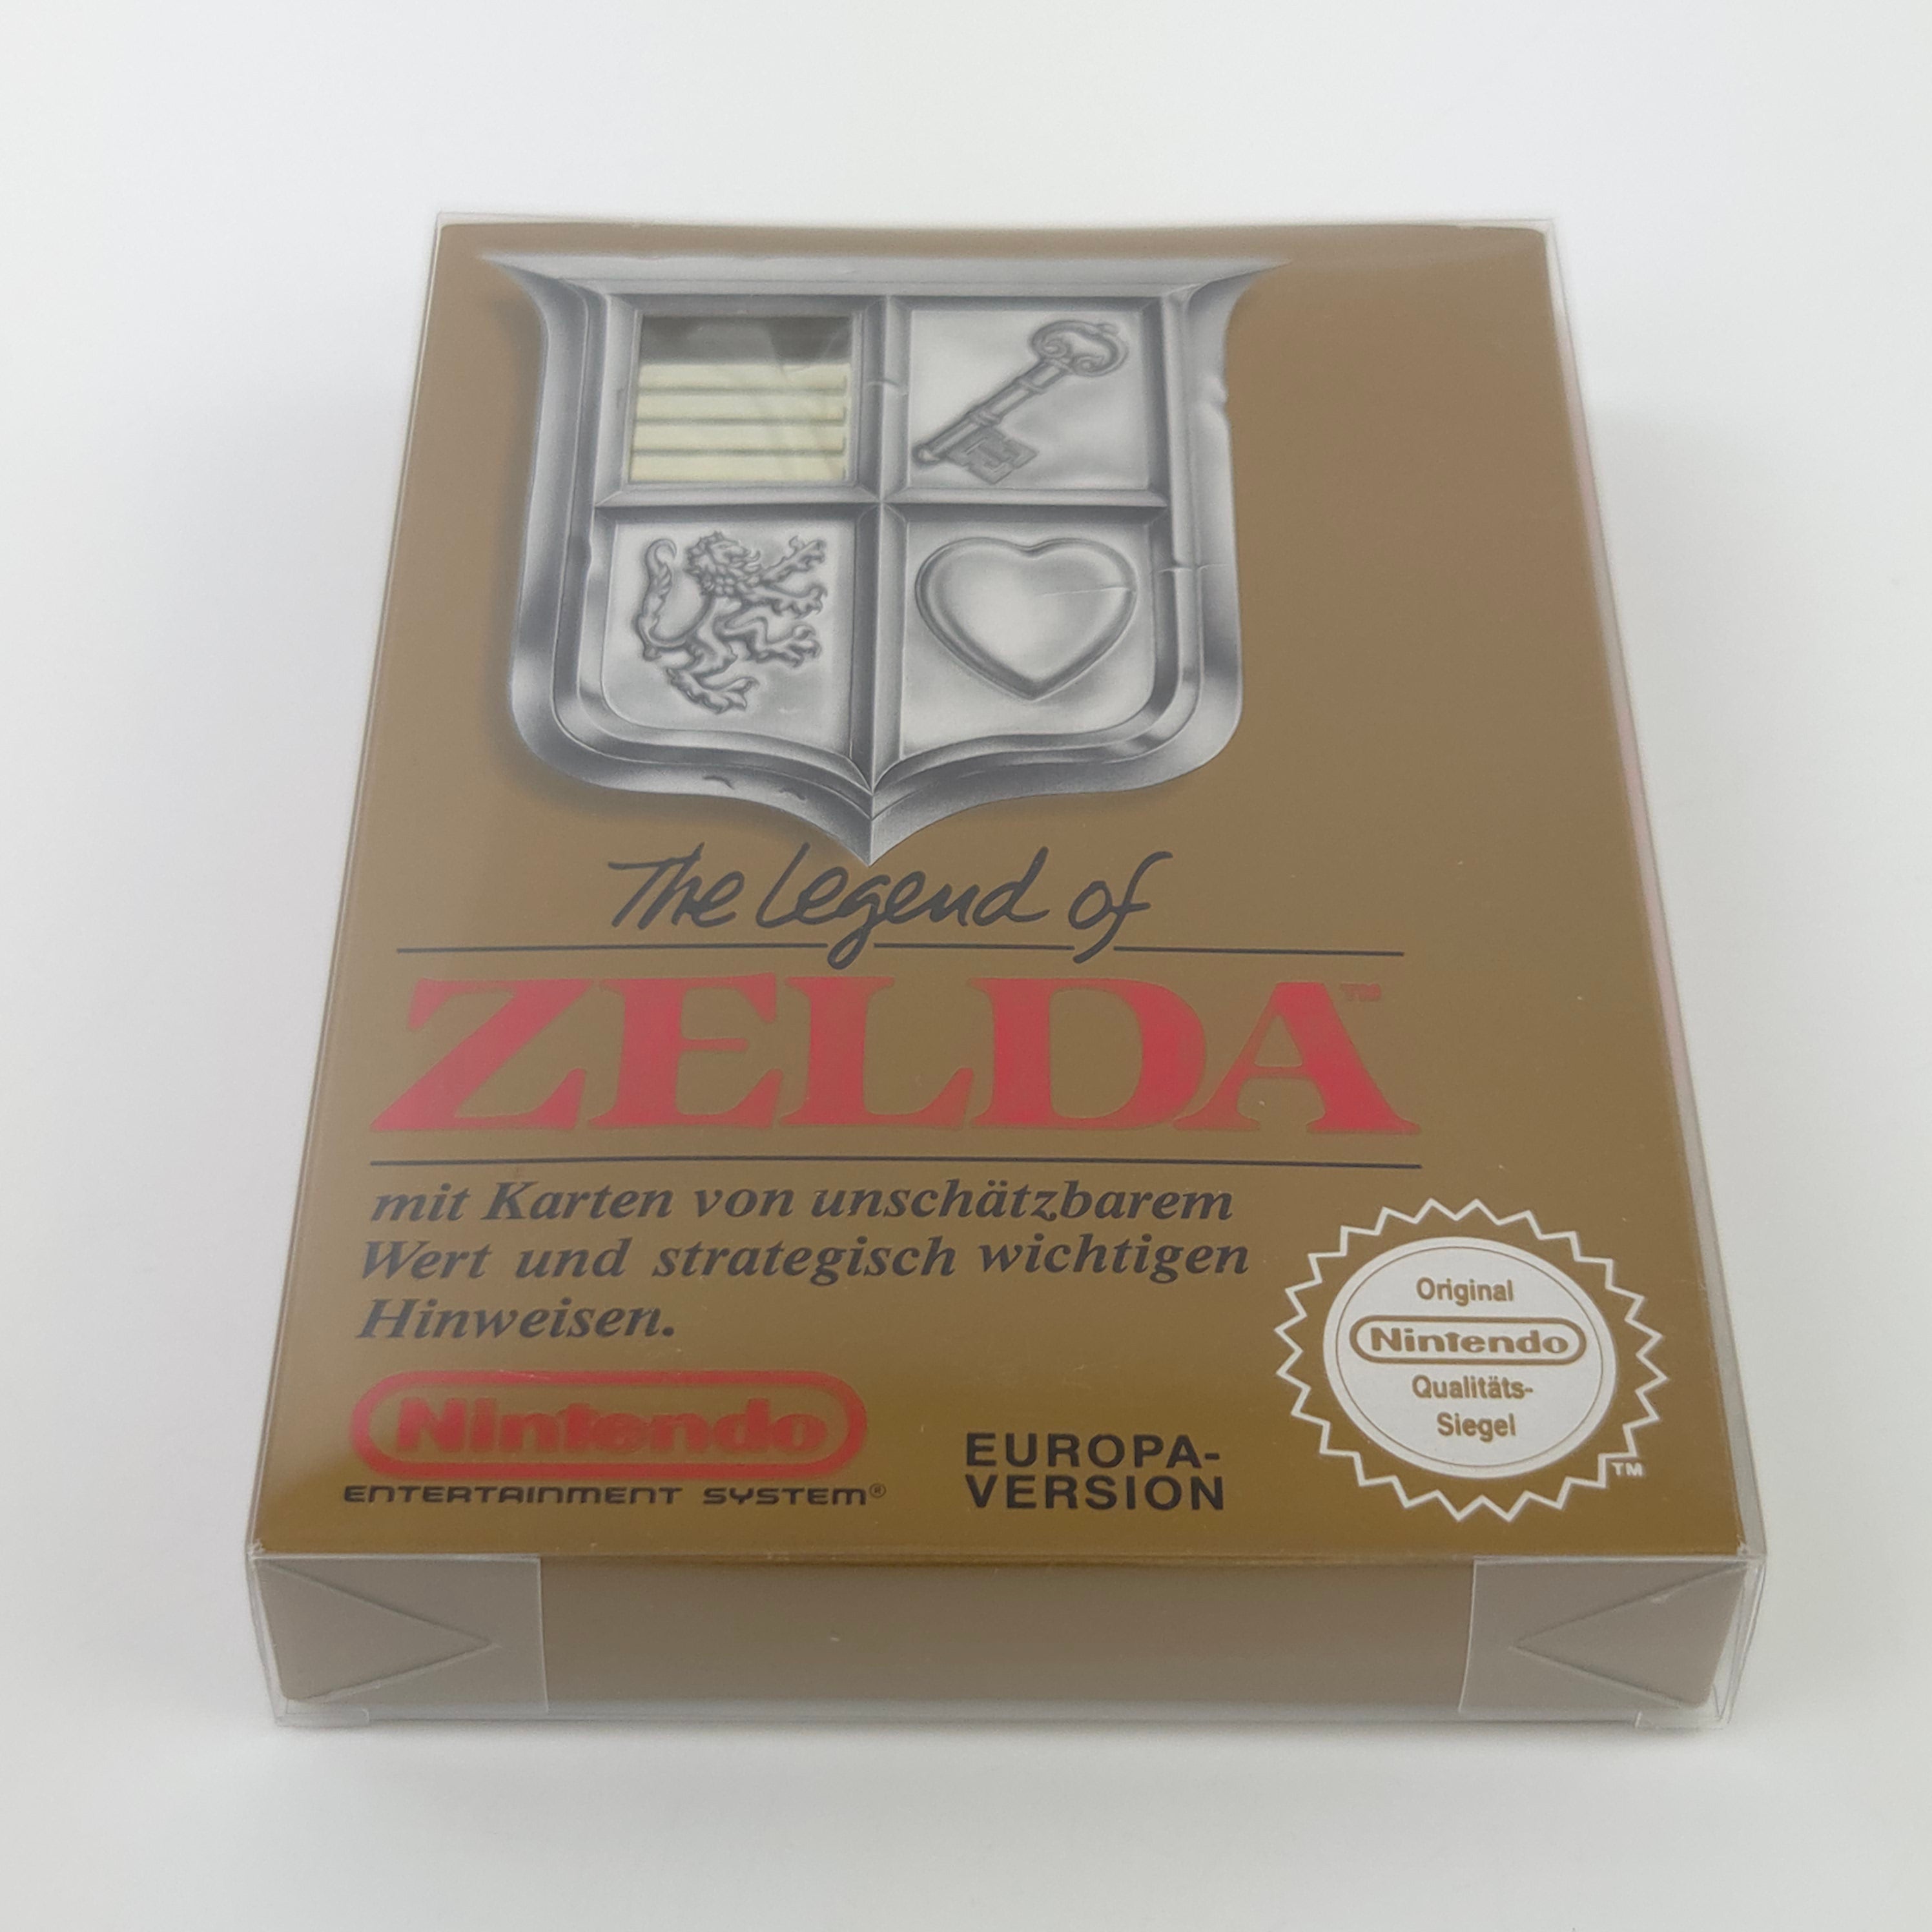 The Legend of
ZELDA™
mit Karten von unschätzbarem
Wert und strategisch wichtigen
Hinweisen.
Nintendo
ENTERTAINMENT SYSTEM®
EUROPA-
VERSION
Original
Nintendo
Qualitäts-
Siegel
TM